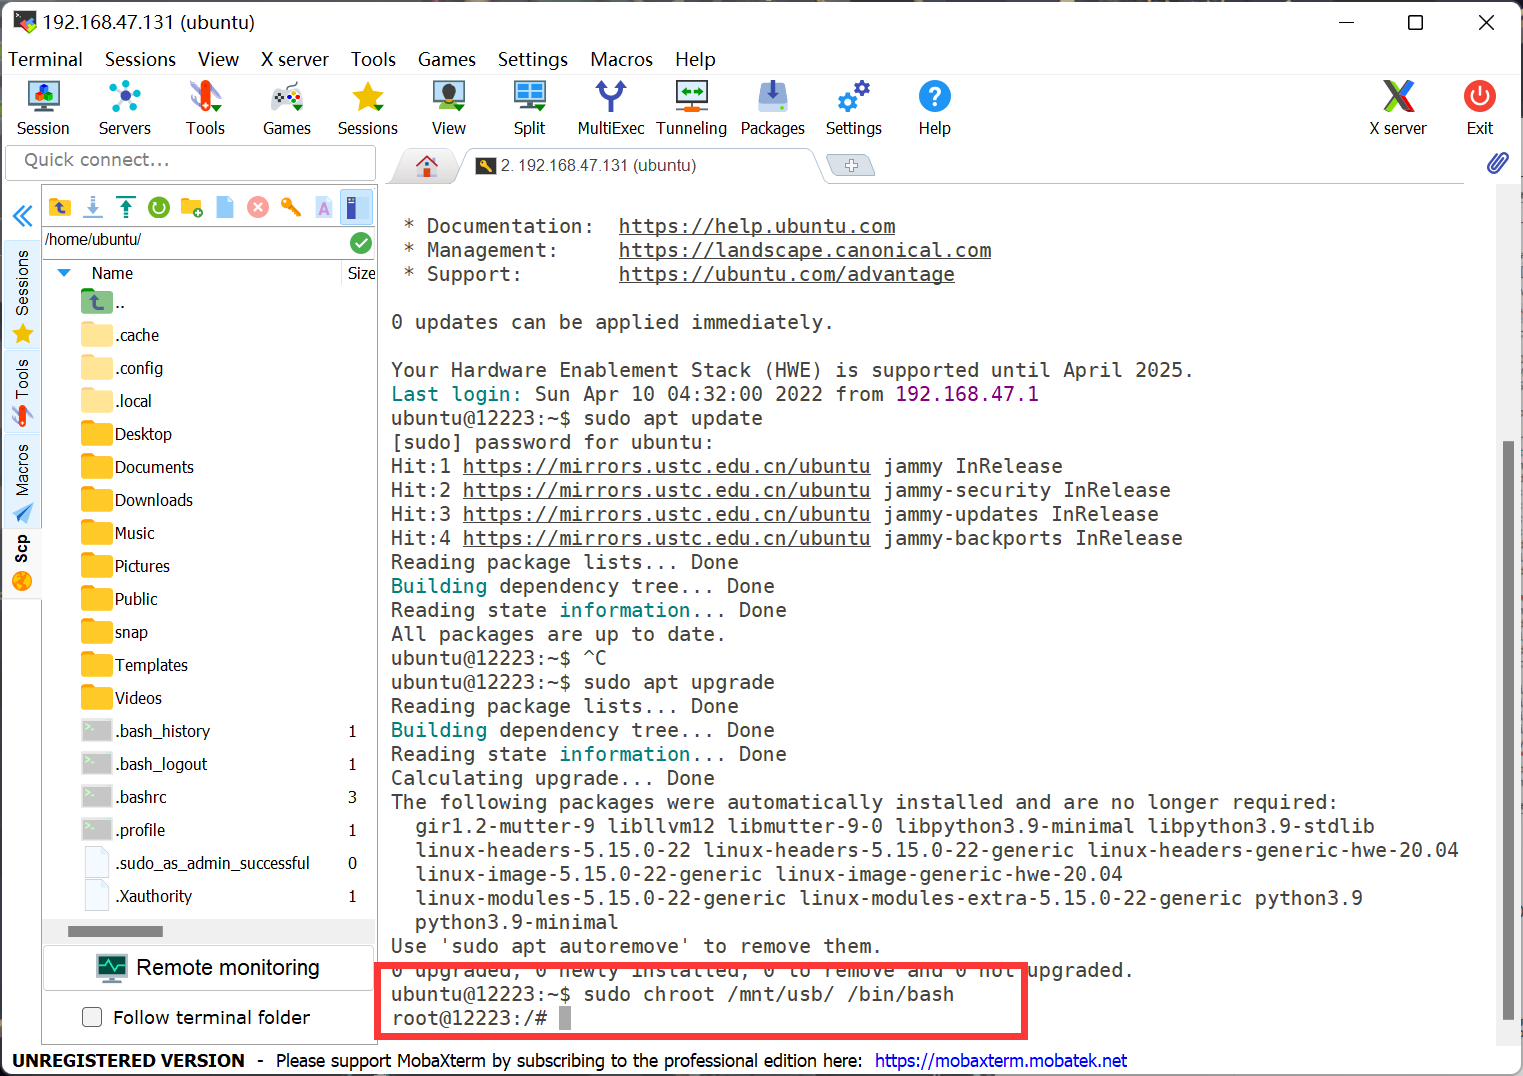 192.168.47.131 (ubuntu)
Terminal Sessions View X server Tools Games Settings Macros Help
Session Servers Tools Games Sessions View Split MultiExec Tunneling Packages Settings Help X server Exit
Quick connect...
2. 192.168.47.131 (ubuntu)
/home/ubuntu/
Name Size
..
.cache
.config
.local
Desktop
Documents
Downloads
Music
Pictures
Public
snap
Templates
Videos
.bash_history 1
.bash_logout 1
.bashrc 3
.profile 1
.sudo_as_admin_successful 0
.Xauthority 1
Sessions
Tools
Macros
Scp
Remote monitoring
Follow terminal folder
* Documentation: https://help.ubuntu.com
* Management: https://landscape.canonical.com
* Support: https://ubuntu.com/advantage
0 updates can be applied immediately.
Your Hardware Enablement Stack (HWE) is supported until April 2025.
Last login: Sun Apr 10 04:32:00 2022 from 192.168.47.1
ubuntu@12223:~$ sudo apt update
[sudo] password for ubuntu:
Hit:1 https://mirrors.ustc.edu.cn/ubuntu jammy InRelease
Hit:2 https://mirrors.ustc.edu.cn/ubuntu jammy-security InRelease
Hit:3 https://mirrors.ustc.edu.cn/ubuntu jammy-updates InRelease
Hit:4 https://mirrors.ustc.edu.cn/ubuntu jammy-backports InRelease
Reading package lists... Done
Building dependency tree... Done
Reading state information... Done
All packages are up to date.
ubuntu@12223:~$ ^C
ubuntu@12223:~$ sudo apt upgrade
Reading package lists... Done
Building dependency tree... Done
Reading state information... Done
Calculating upgrade... Done
The following packages were automatically installed and are no longer required:
gir1.2-mutter-9 libllvm12 libmutter-9-0 libpython3.9-minimal libpython3.9-stdlib
linux-headers-5.15.0-22 linux-headers-5.15.0-22-generic linux-headers-generic-hwe-20.04
linux-image-5.15.0-22-generic linux-image-generic-hwe-20.04
linux-modules-5.15.0-22-generic linux-modules-extra-5.15.0-22-generic python3.9
python3.9-minimal
Use 'sudo apt autoremove' to remove them.
0 upgraded, 0 newly installed, 0 to remove and 0 not upgraded.
ubuntu@12223:~$ sudo chroot /mnt/usb/ /bin/bash
root@12223:/#
UNREGISTERED VERSION - Please support MobaXterm by subscribing to the professional edition here: https://mobaxterm.mobatek.net